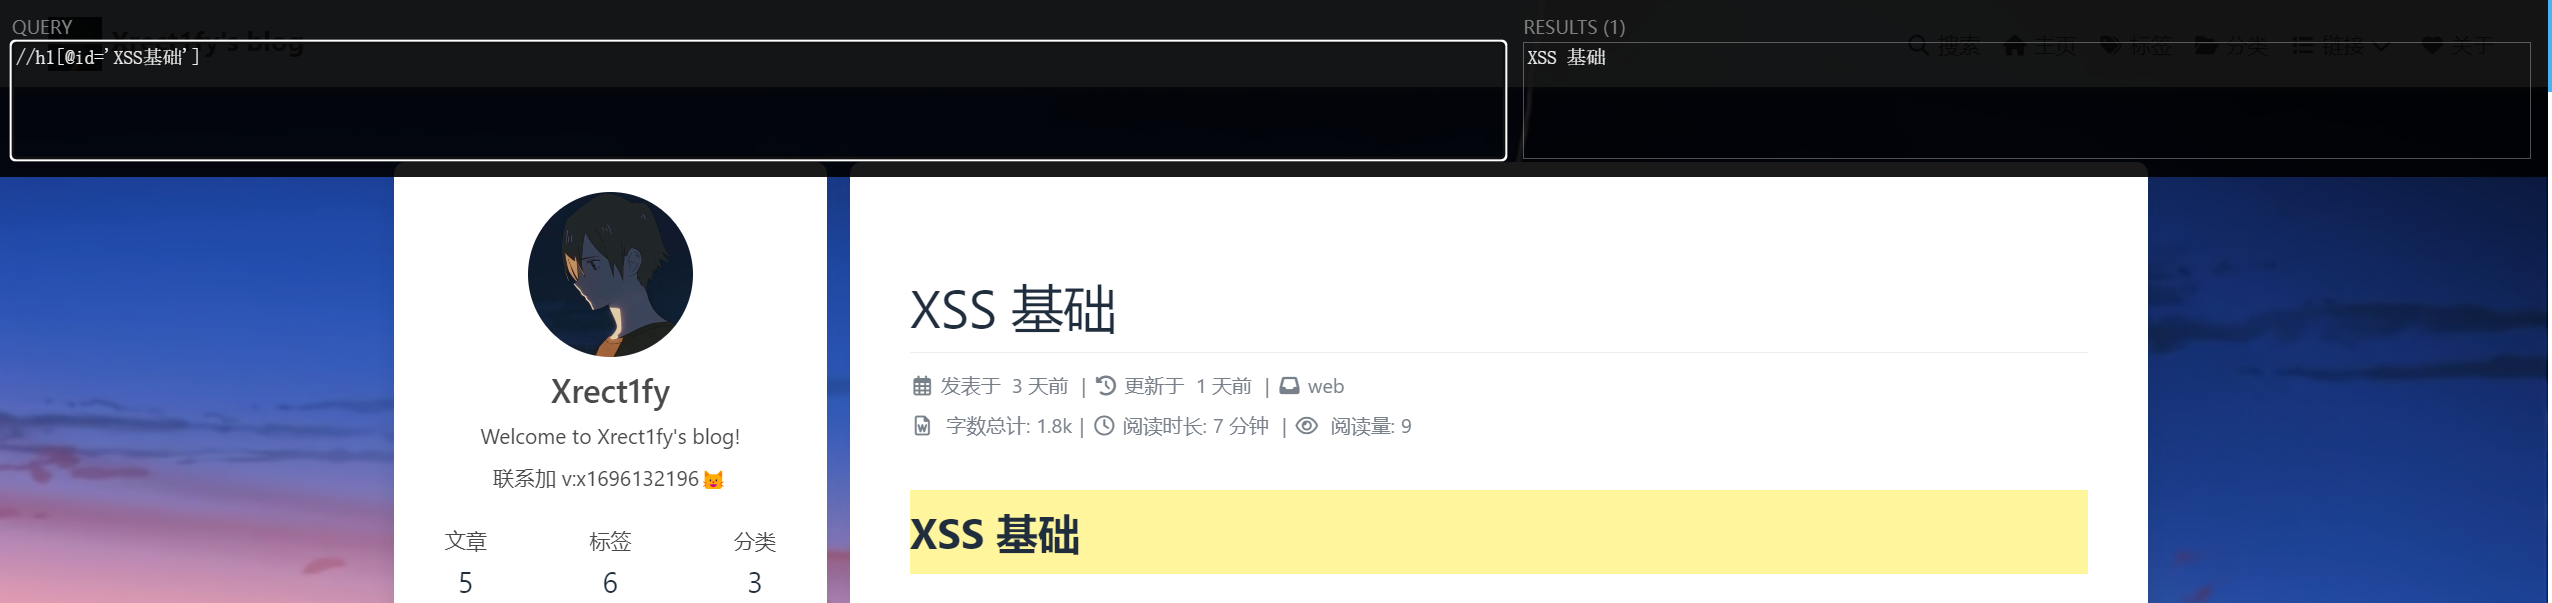 QUERY
//h1[@id='XSS基础']
RESULTS (1)
XSS 基础
Xrect1fy's blog
搜索 主页 标签 分类 链接 关于
Xrect1fy
Welcome to Xrect1fy's blog!
联系加 v:x1696132196😼
文章 标签 分类
5 6 3
XSS 基础
发表于 3 天前 | 更新于 1 天前 | web
字数总计: 1.8k | 阅读时长: 7 分钟 | 阅读量: 9
XSS 基础